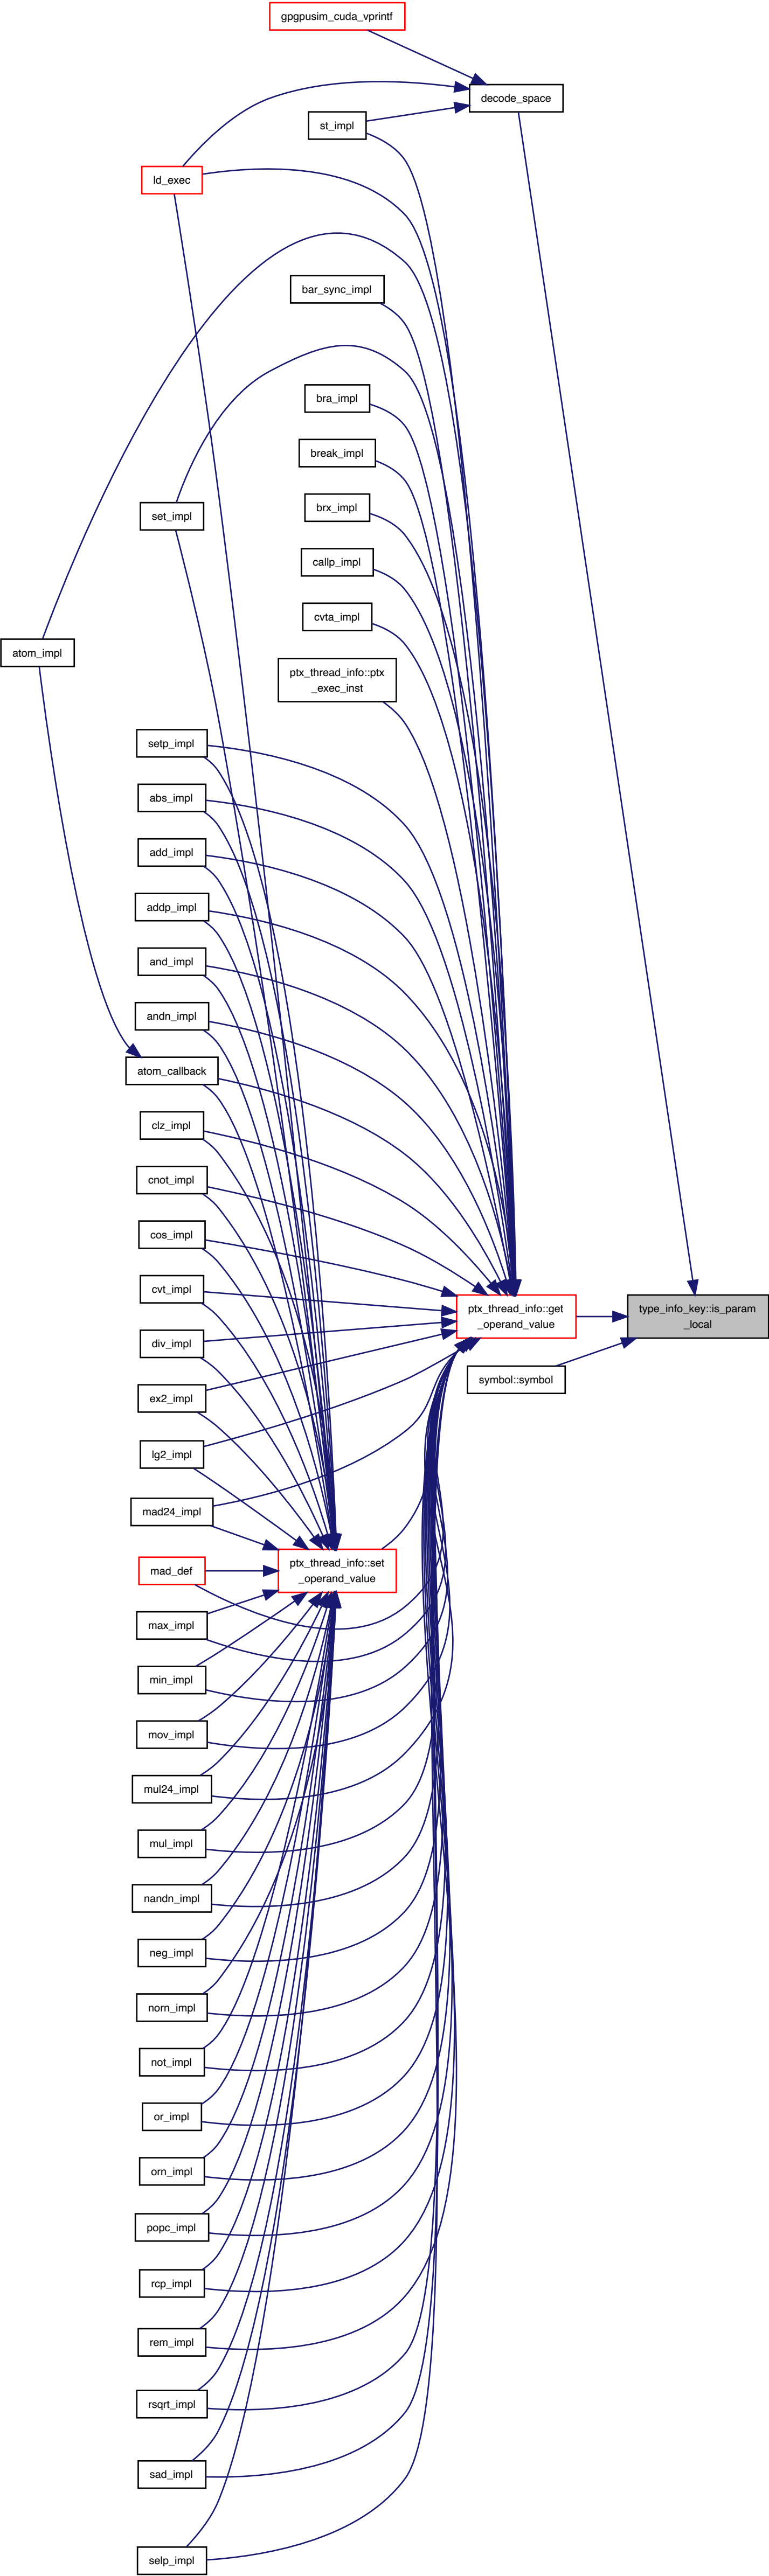 gpgpusim_cuda_vprintf
decode_space
st_impl
ld_exec
bar_sync_impl
bra_impl
break_impl
brx_impl
set_impl
callp_impl
cvta_impl
atom_impl
ptx_thread_info::ptx
_exec_inst
setp_impl
abs_impl
add_impl
addp_impl
and_impl
andn_impl
atom_callback
clz_impl
cnot_impl
cos_impl
cvt_impl
ptx_thread_info::get
_operand_value
type_info_key::is_param
_local
div_impl
symbol::symbol
ex2_impl
lg2_impl
mad24_impl
ptx_thread_info::set
_operand_value
mad_def
max_impl
min_impl
mov_impl
mul24_impl
mul_impl
nandn_impl
neg_impl
norn_impl
not_impl
or_impl
orn_impl
popc_impl
rcp_impl
rem_impl
rsqrt_impl
sad_impl
selp_impl